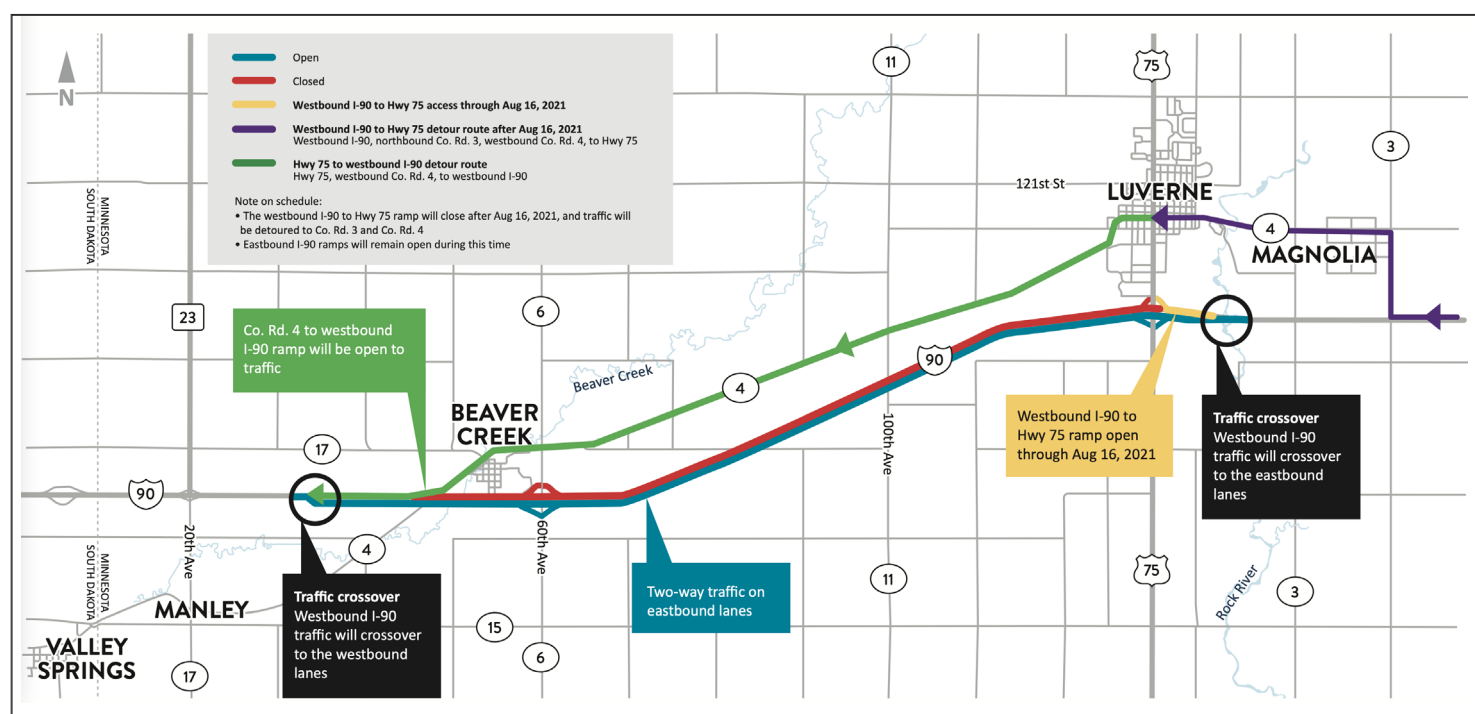 N
Open
Closed
Westbound I-90 to Hwy 75 access through Aug 16, 2021
Westbound I-90 to Hwy 75 detour route after Aug 16, 2021
Westbound I-90, northbound Co. Rd. 3, westbound Co. Rd. 4, to Hwy 75
Hwy 75 to westbound I-90 detour route
Hwy 75, westbound Co. Rd. 4, to westbound I-90
Note on schedule:
• The westbound I-90 to Hwy 75 ramp will close after Aug 16, 2021, and traffic will
be detoured to Co. Rd. 3 and Co. Rd. 4
• Eastbound I-90 ramps will remain open during this time
11
75
3
121st St
LUVERNE
4
MAGNOLIA
MINNESOTA
SOUTH DAKOTA
23
6
Co. Rd. 4 to westbound
I-90 ramp will be open to
traffic
Beaver Creek
4
90
BEAVER
CREEK
17
90
100th Ave
Westbound I-90 to
Hwy 75 ramp open
through Aug 16, 2021
Traffic crossover
Westbound I-90
traffic will crossover
to the eastbound
lanes
20th Ave
60th Ave
4
MINNESOTA
SOUTH DAKOTA
Traffic crossover
Westbound I-90
traffic will crossover
to the westbound
lanes
Two-way traffic on
eastbound lanes
11
75
Rock River
3
MANLEY
15
6
VALLEY
SPRINGS
17